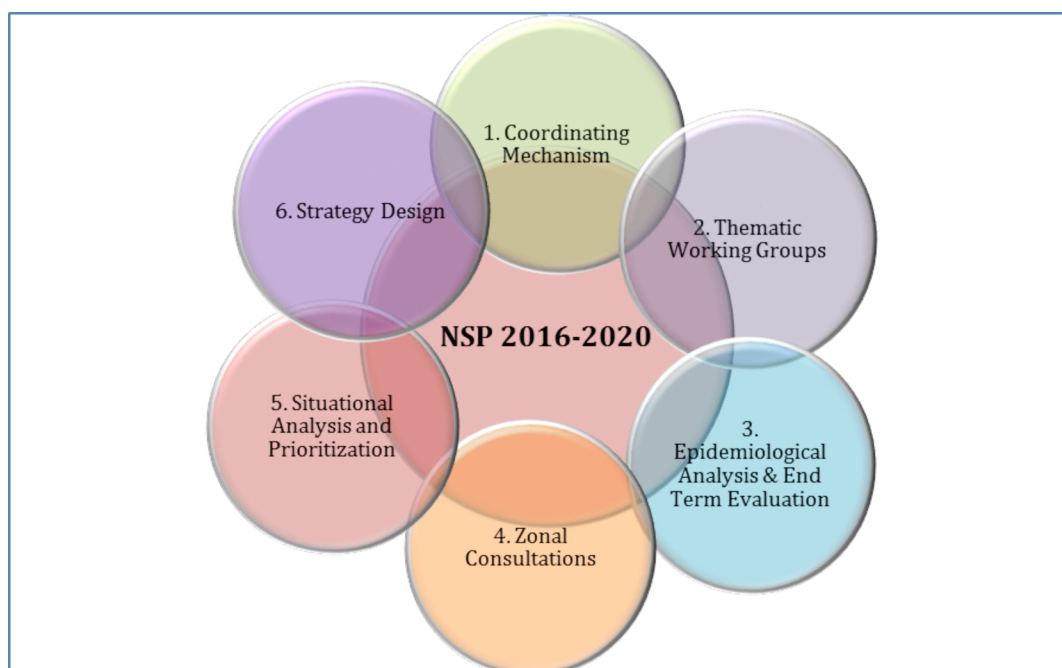 1. Coordinating
Mechanism
2. Thematic
Working Groups
3.
Epidemiological
Analysis & End
Term Evaluation
4. Zonal
Consultations
5. Situational
Analysis and
Prioritization
6. Strategy Design
NSP 2016-2020